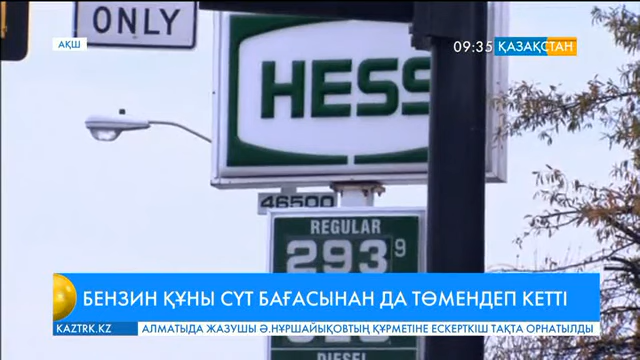 ONLY
АҚШ
09:35 ҚАЗАҚСТАН
HESS
46500
REGULAR
293 9
БЕНЗИН ҚҰНЫ СҮТ БАҒАСЫНАН ДА ТӨМЕНДЕП КЕТТІ
KAZTRK.KZ
АЛМАТЫДА ЖАЗУШЫ Ә.НҰРШАЙЫҚОВТЫҢ ҚҰРМЕТІНЕ ЕСКЕРТКІШ ТАҚТА ОРНАТЫЛДЫ
DIESEL